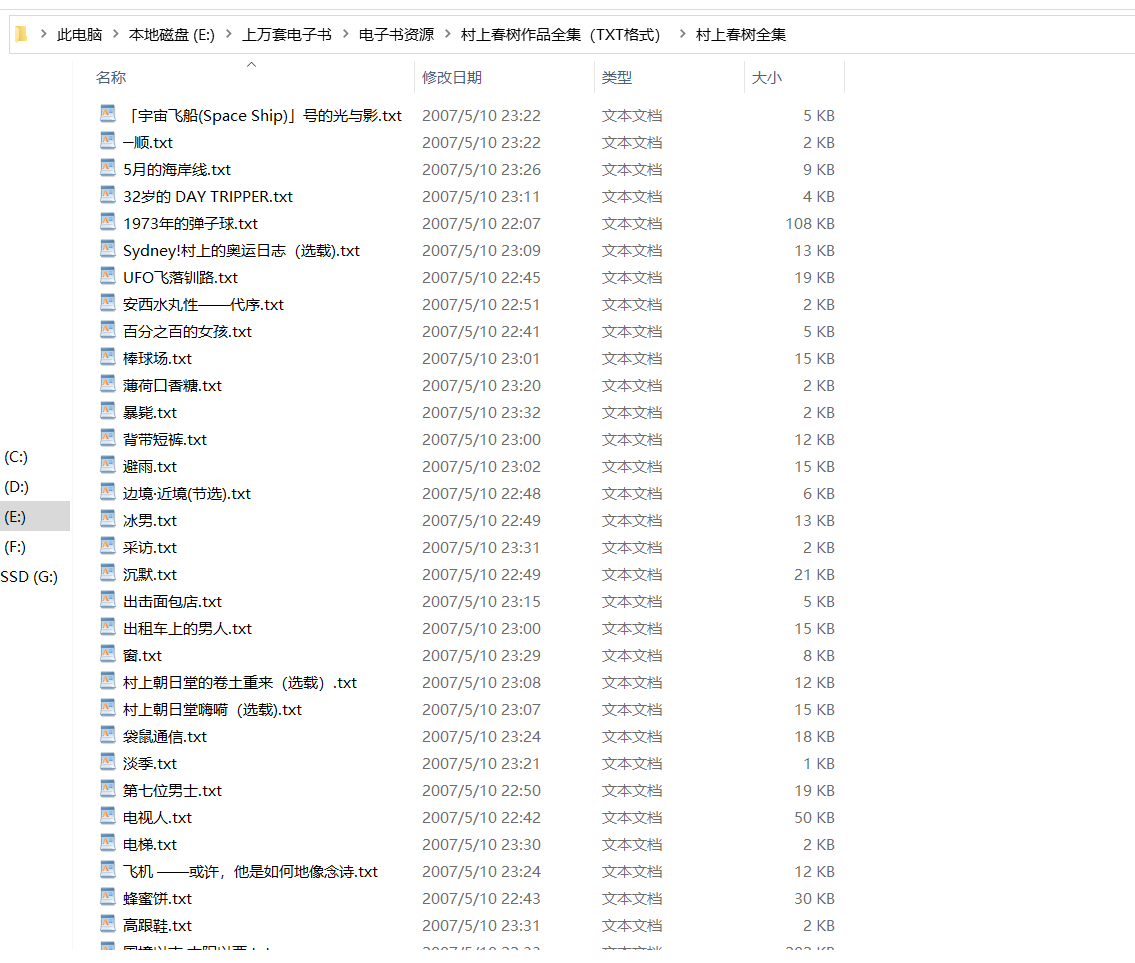 此电脑 > 本地磁盘 (E:) > 上万套电子书 > 电子书资源 > 村上春树作品全集（TXT格式） > 村上春树全集
名称 修改日期 类型 大小
「宇宙飞船(Space Ship)」号的光与影.txt 2007/5/10 23:22 文本文档 5 KB
一顺.txt 2007/5/10 23:22 文本文档 2 KB
5月的海岸线.txt 2007/5/10 23:26 文本文档 9 KB
32岁的 DAY TRIPPER.txt 2007/5/10 23:11 文本文档 4 KB
1973年的弹子球.txt 2007/5/10 22:07 文本文档 108 KB
Sydney!村上的奥运日志（选载).txt 2007/5/10 23:09 文本文档 13 KB
UFO飞落钏路.txt 2007/5/10 22:45 文本文档 19 KB
安西水丸性——代序.txt 2007/5/10 22:51 文本文档 2 KB
百分之百的女孩.txt 2007/5/10 22:41 文本文档 5 KB
棒球场.txt 2007/5/10 23:01 文本文档 15 KB
薄荷口香糖.txt 2007/5/10 23:20 文本文档 2 KB
暴毙.txt 2007/5/10 23:32 文本文档 2 KB
背带短裤.txt 2007/5/10 23:00 文本文档 12 KB
避雨.txt 2007/5/10 23:02 文本文档 15 KB
边境·近境(节选).txt 2007/5/10 22:48 文本文档 6 KB
冰男.txt 2007/5/10 22:49 文本文档 13 KB
采访.txt 2007/5/10 23:31 文本文档 2 KB
沉默.txt 2007/5/10 22:49 文本文档 21 KB
出击面包店.txt 2007/5/10 23:15 文本文档 5 KB
出租车上的男人.txt 2007/5/10 23:00 文本文档 15 KB
窗.txt 2007/5/10 23:29 文本文档 8 KB
村上朝日堂的卷土重来（选载）.txt 2007/5/10 23:08 文本文档 12 KB
村上朝日堂嗨嗬（选载).txt 2007/5/10 23:07 文本文档 15 KB
袋鼠通信.txt 2007/5/10 23:24 文本文档 18 KB
淡季.txt 2007/5/10 23:21 文本文档 1 KB
第七位男士.txt 2007/5/10 22:50 文本文档 19 KB
电视人.txt 2007/5/10 22:42 文本文档 50 KB
电梯.txt 2007/5/10 23:30 文本文档 2 KB
飞机 ——或许，他是如何地像念诗.txt 2007/5/10 23:24 文本文档 12 KB
蜂蜜饼.txt 2007/5/10 22:43 文本文档 30 KB
高跟鞋.txt 2007/5/10 23:31 文本文档 2 KB
(C:)
(D:)
(E:)
(F:)
SSD (G:)